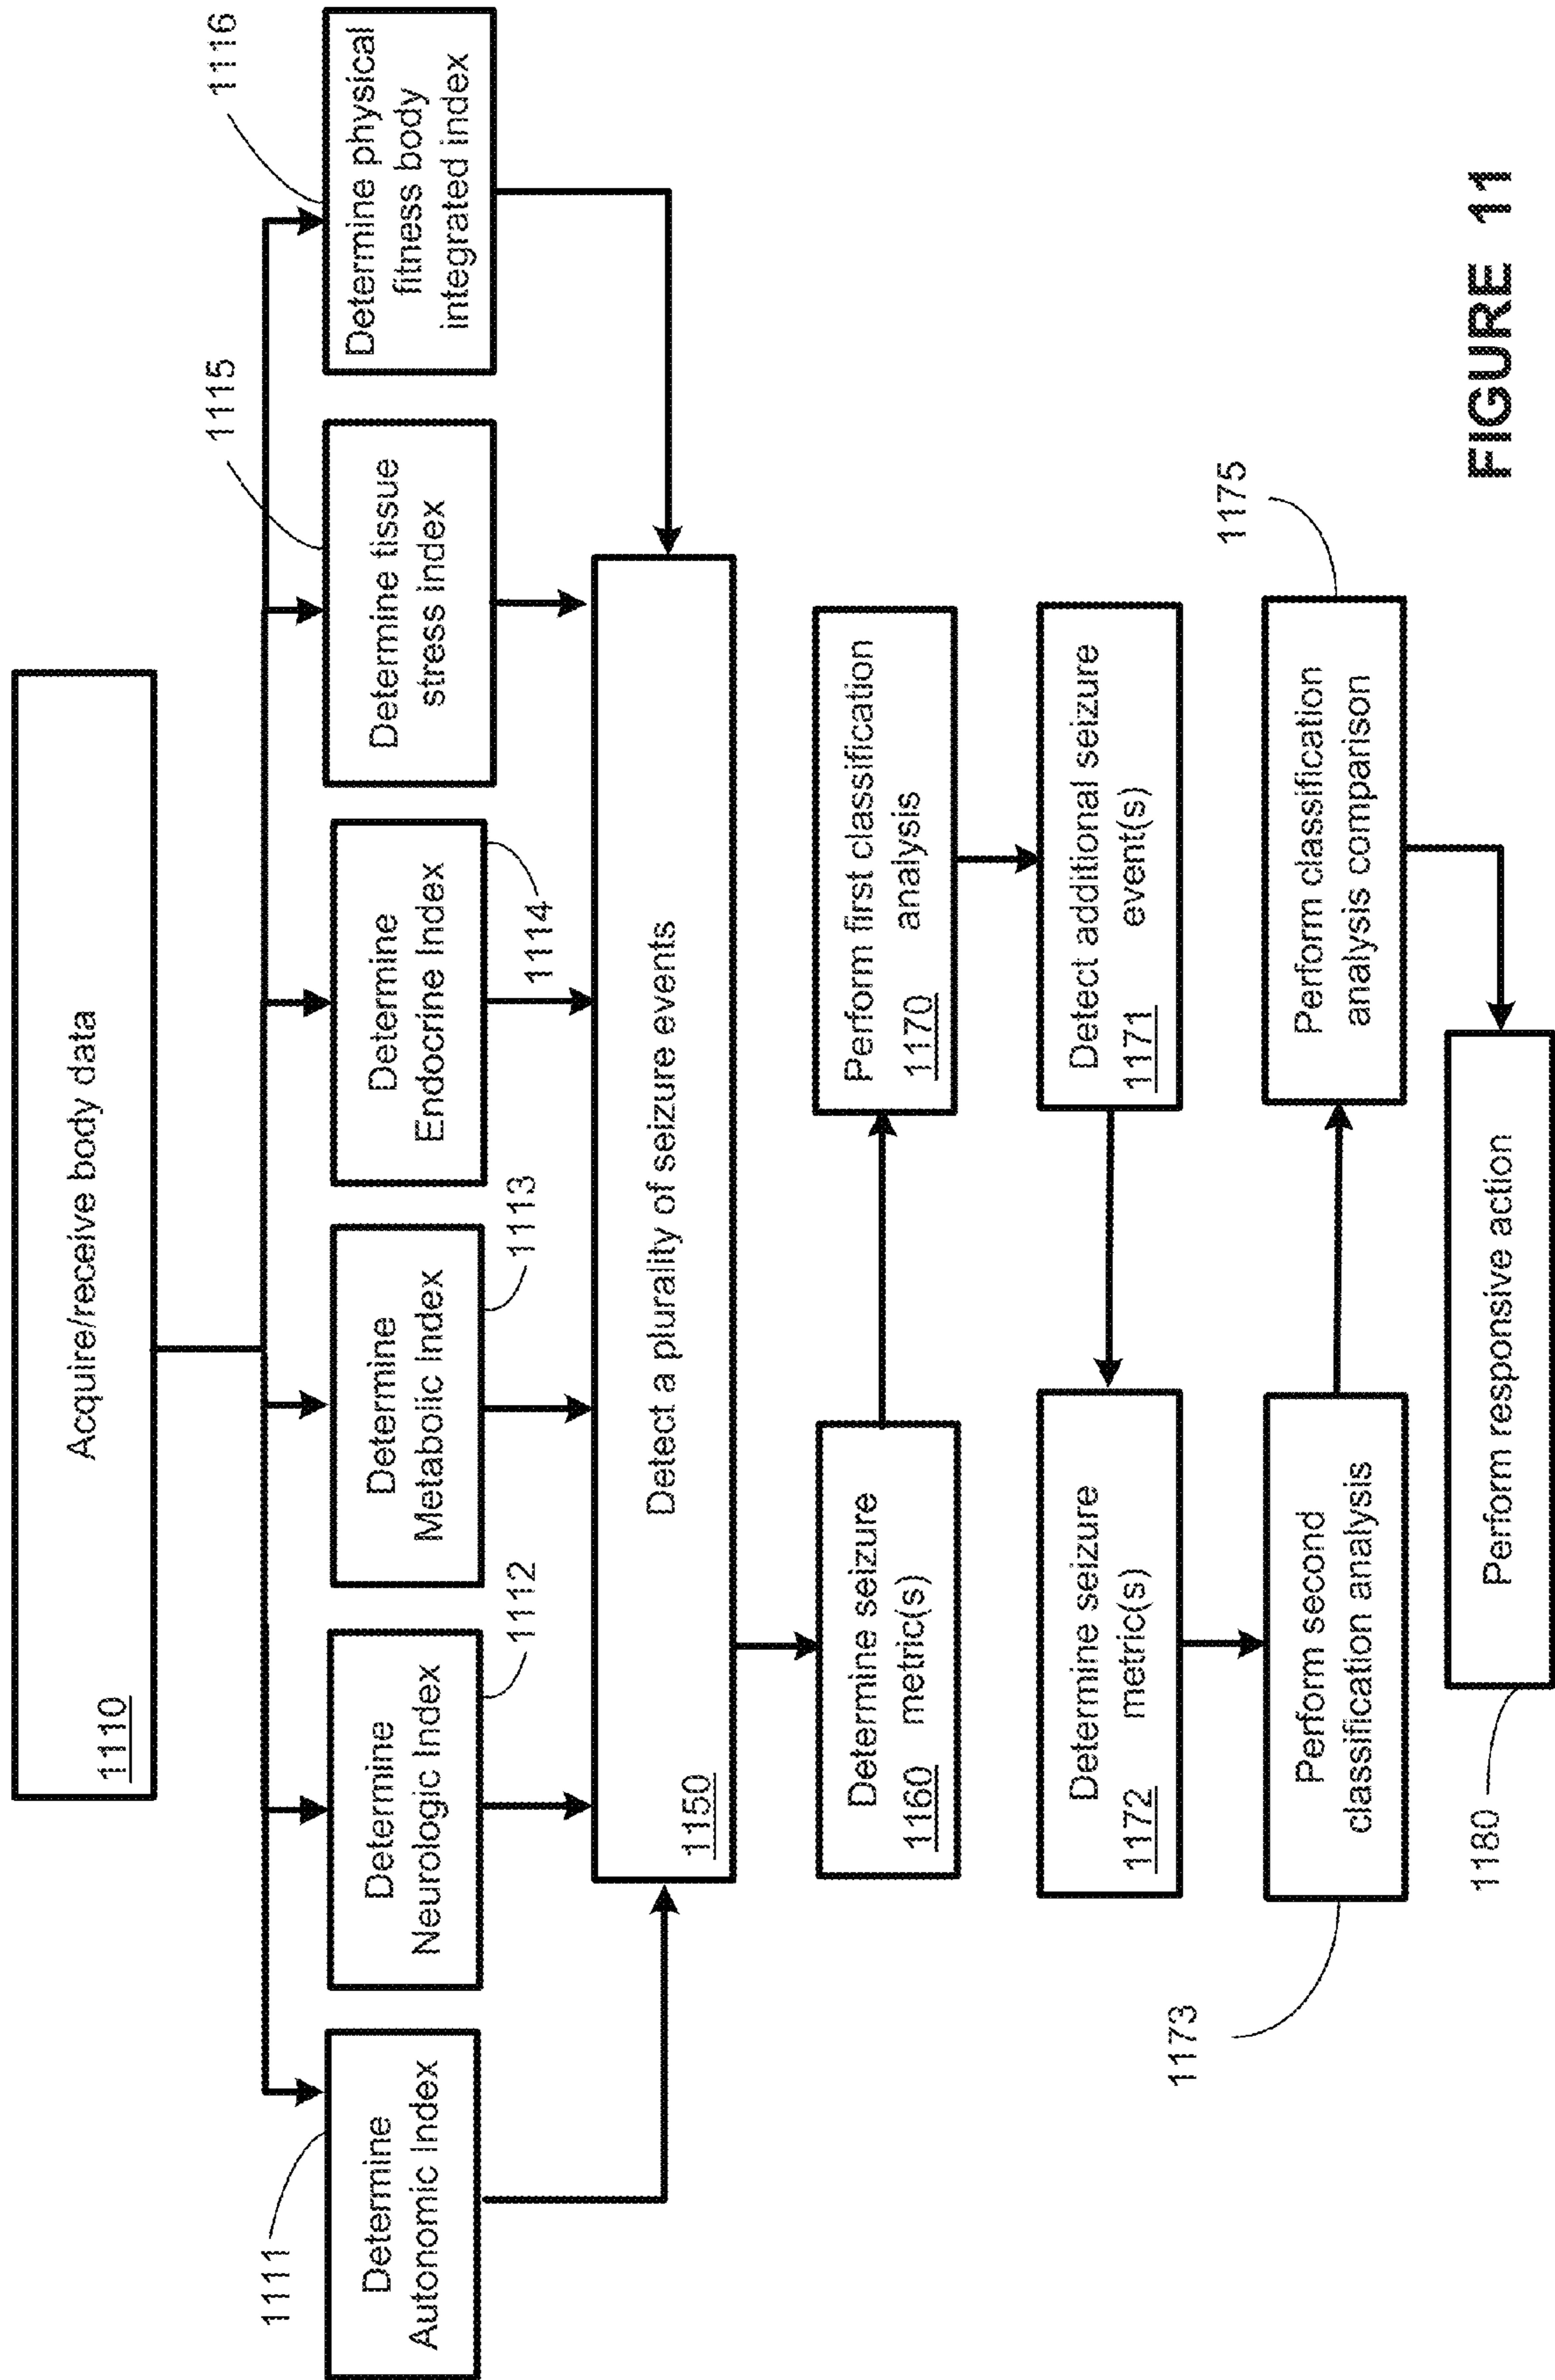 Acquire/receive body data
1110
1111
Determine
Autonomic Index
Determine
Neurologic Index
1112
Determine
Metabolic Index
1113
Determine
Endocrine Index
1114
1115
Determine tissue
stress index
1116
Determine physical
fitness body
integrated index
Detect a plurality of seizure events
1150
Determine seizure
1160 metric(s)
Perform first classification
1170 analysis
Detect additional seizure
1171 event(s)
Determine seizure
1172 metric(s)
1173
Perform second
classification analysis
1175
Perform classification
analysis comparison
1180
Perform responsive action
FIGURE 11